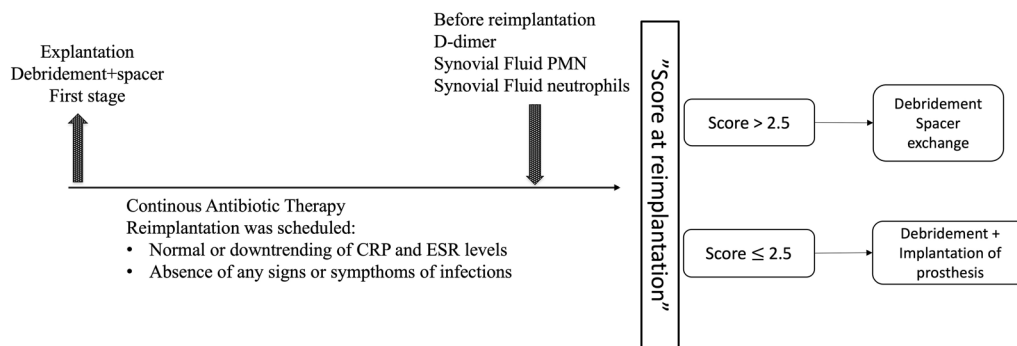 Explantation
Debridement+spacer
First stage
Before reimplantation
D-dimer
Synovial Fluid PMN
Synovial Fluid neutrophils
Continous Antibiotic Therapy
Reimplantation was scheduled:
• Normal or downtrending of CRP and ESR levels
• Absence of any signs or sympthoms of infections
"Score at reimplantation"
Score > 2.5
Debridement
Spacer
exchange
Score ≤ 2.5
Debridement +
Implantation of
prosthesis